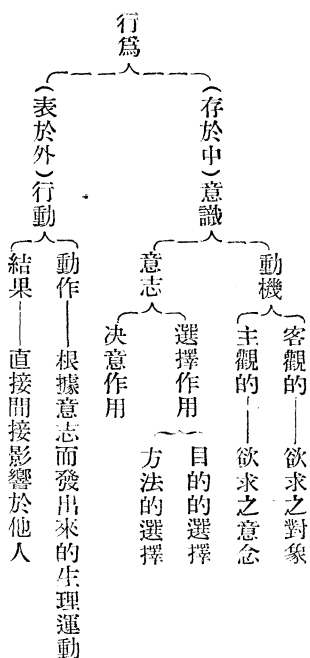 行爲
(存於中)意識
動機
客觀的——欲求之對象
主觀的——欲求之意念
意志
選擇作用
目的的選擇
方法的選擇
决意作用
(表於外)行動
動作——根據意志而發出來的生理運動
結果——直接間接影響於他人